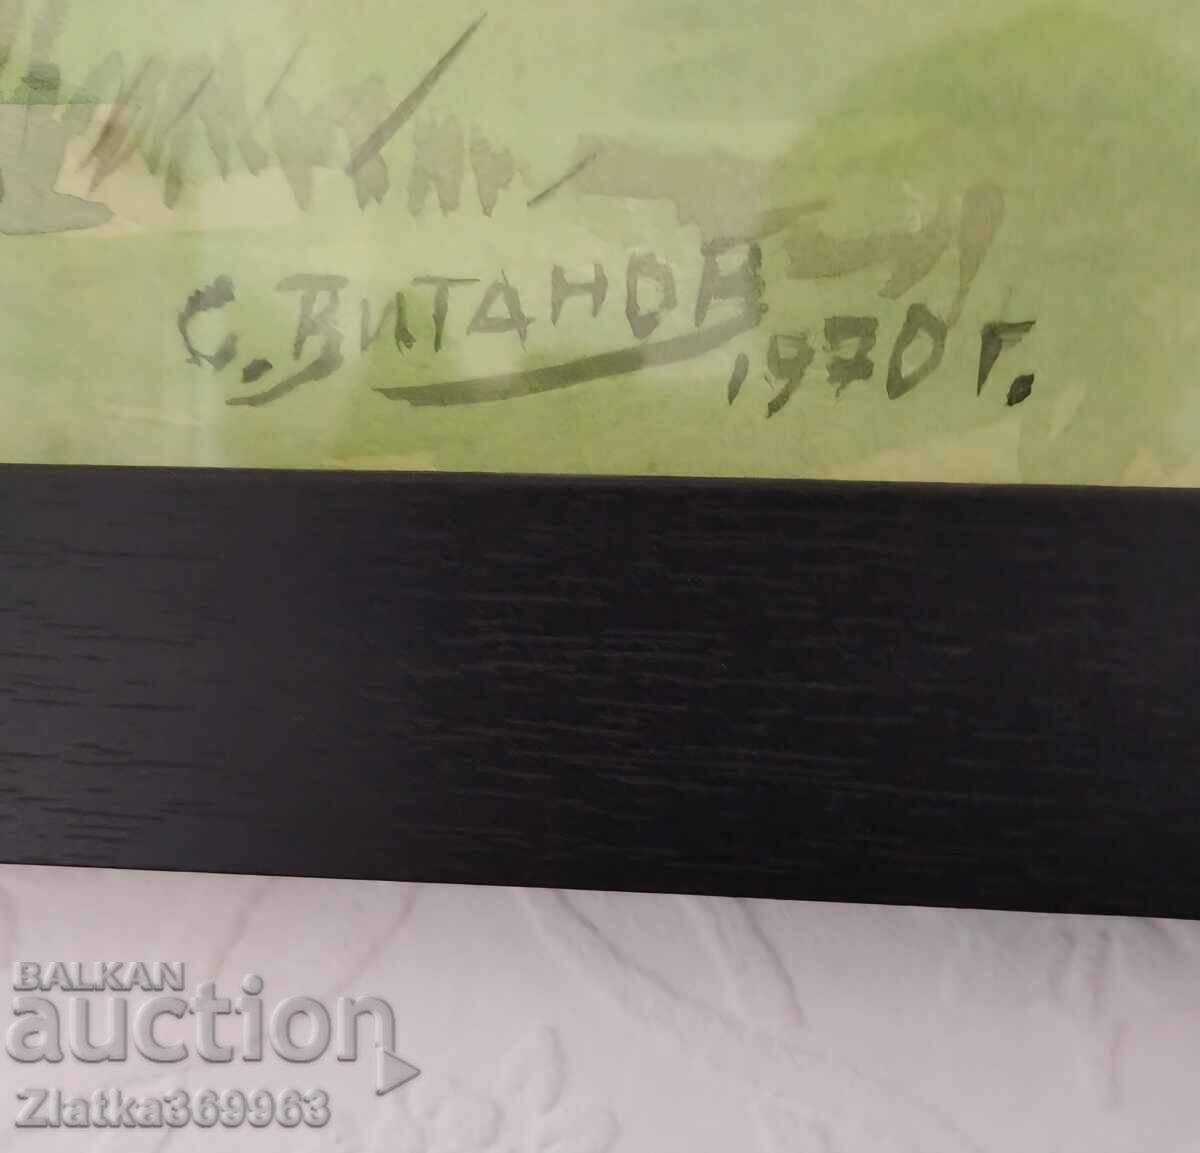 С. ВИТАНОВ
1970 г.
BALKAN
auction
Zlatka369963